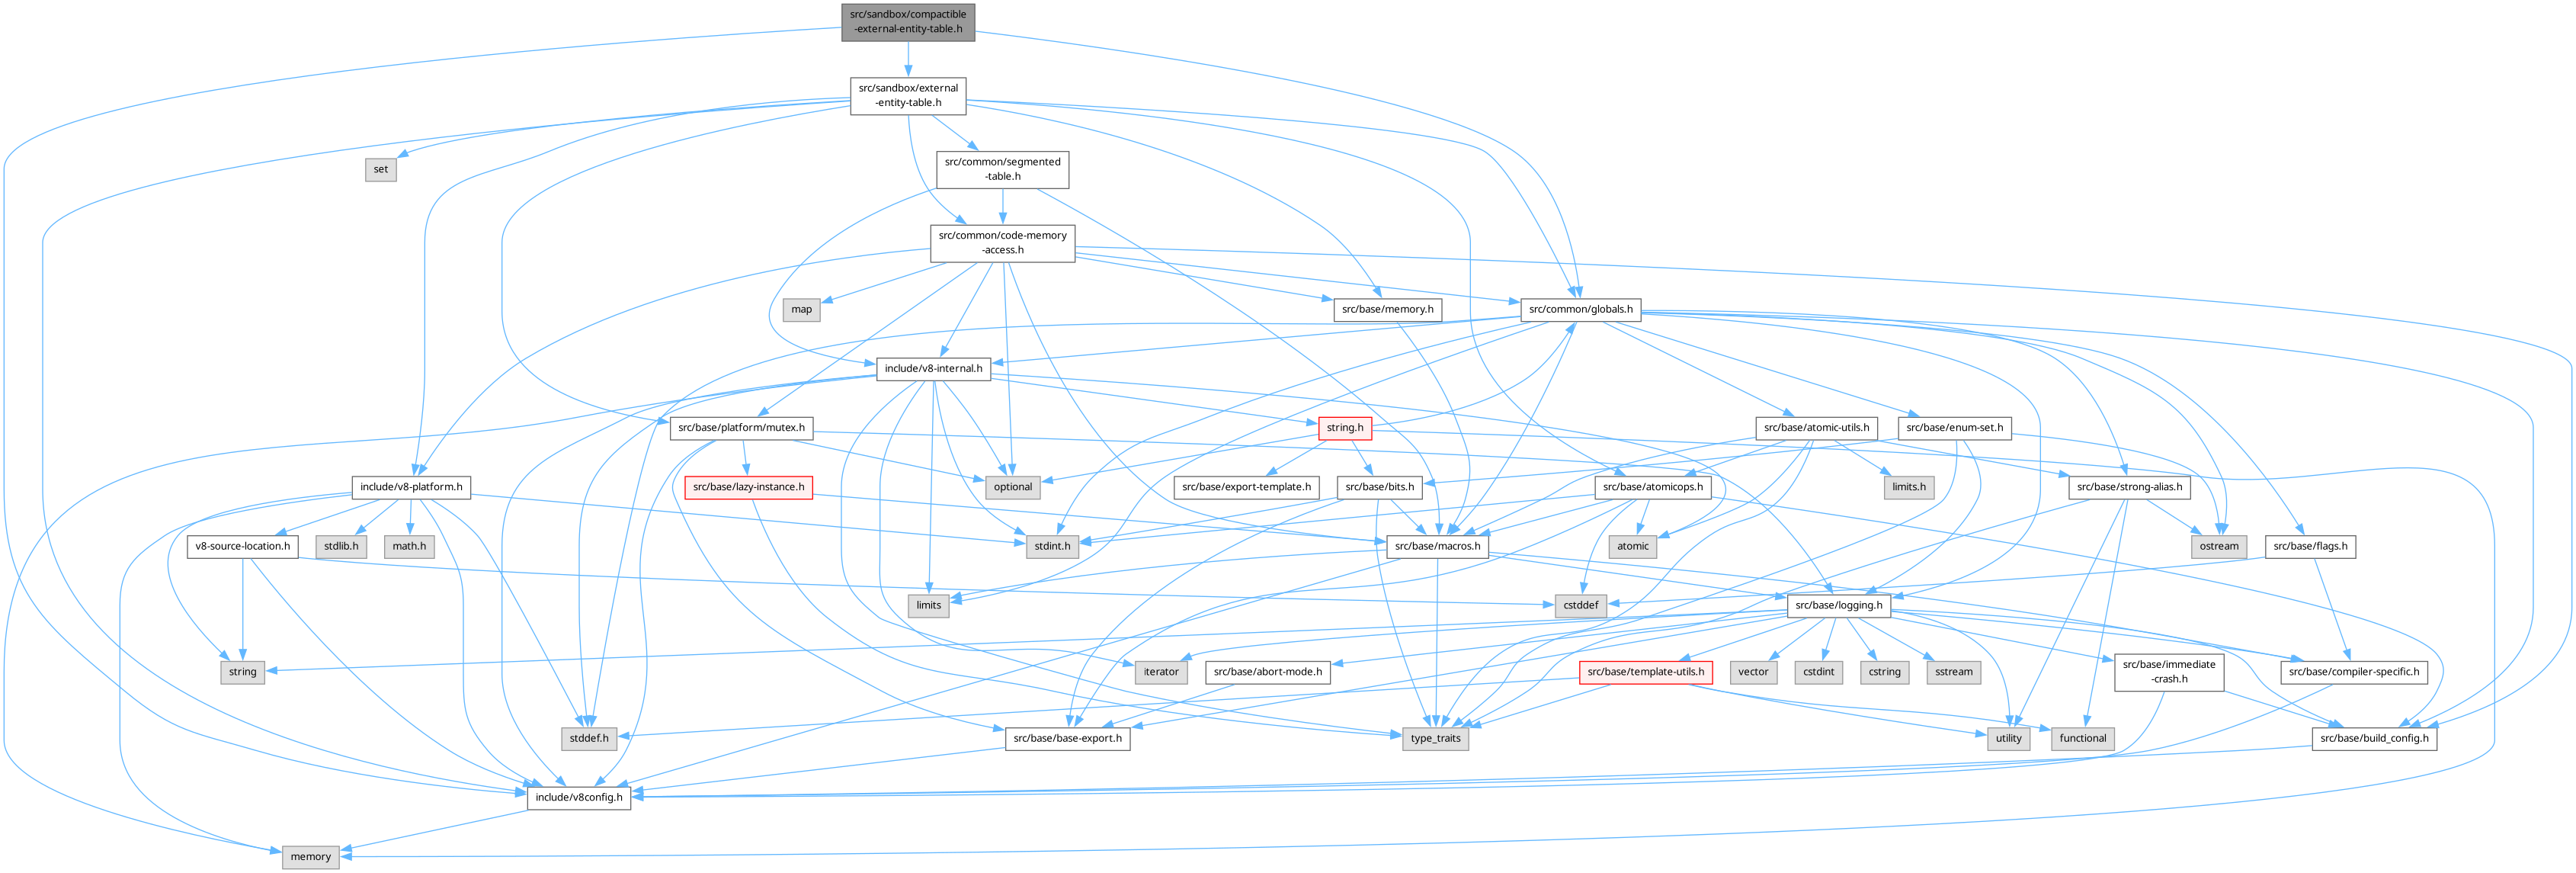 src/sandbox/compactible
-external-entity-table.h
src/sandbox/external
-entity-table.h
set
src/common/segmented
-table.h
src/common/code-memory
-access.h
map
src/base/memory.h
src/common/globals.h
include/v8-internal.h
src/base/platform/mutex.h
string.h
src/base/atomic-utils.h
src/base/enum-set.h
include/v8-platform.h
src/base/lazy-instance.h
optional
src/base/export-template.h
src/base/bits.h
src/base/atomicops.h
limits.h
src/base/strong-alias.h
v8-source-location.h
stdlib.h
math.h
stdint.h
src/base/macros.h
atomic
ostream
src/base/flags.h
limits
cstddef
src/base/logging.h
string
iterator
src/base/abort-mode.h
src/base/template-utils.h
vector
cstdint
cstring
sstream
src/base/immediate
-crash.h
src/base/compiler-specific.h
stddef.h
src/base/base-export.h
type_traits
utility
functional
src/base/build_config.h
include/v8config.h
memory